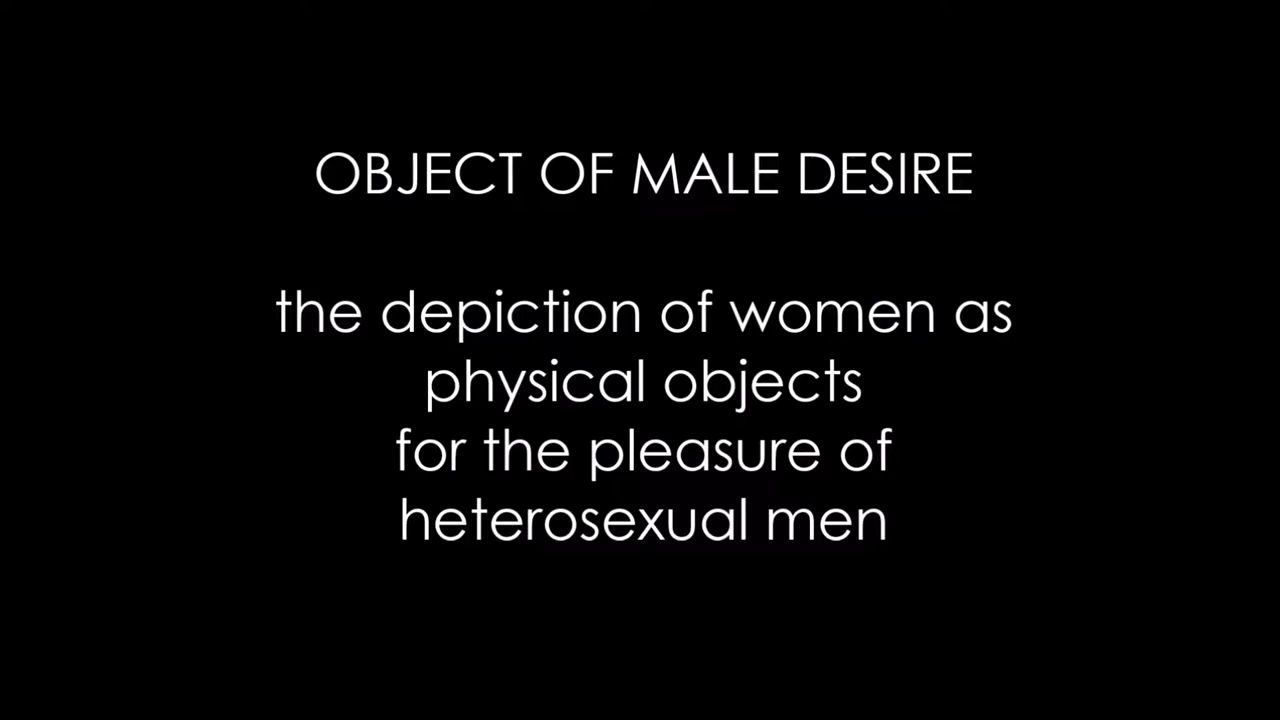 OBJECT OF MALE DESIRE
the depiction of women as
physical objects
for the pleasure of
heterosexual men